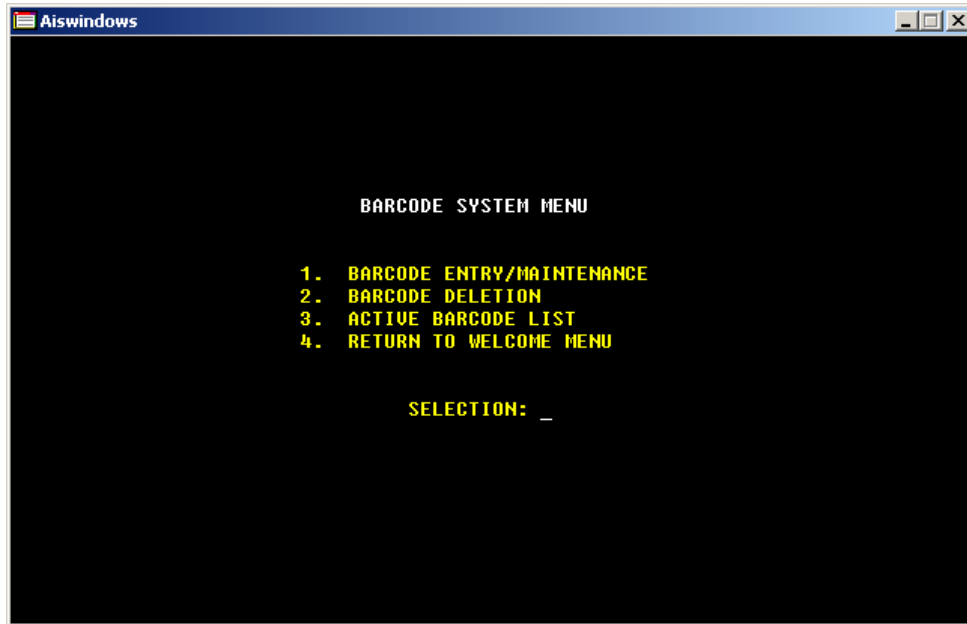 Aiswindows
BARCODE SYSTEM MENU
1. BARCODE ENTRY/MAINTENANCE
2. BARCODE DELETION
3. ACTIVE BARCODE LIST
4. RETURN TO WELCOME MENU
SELECTION: _